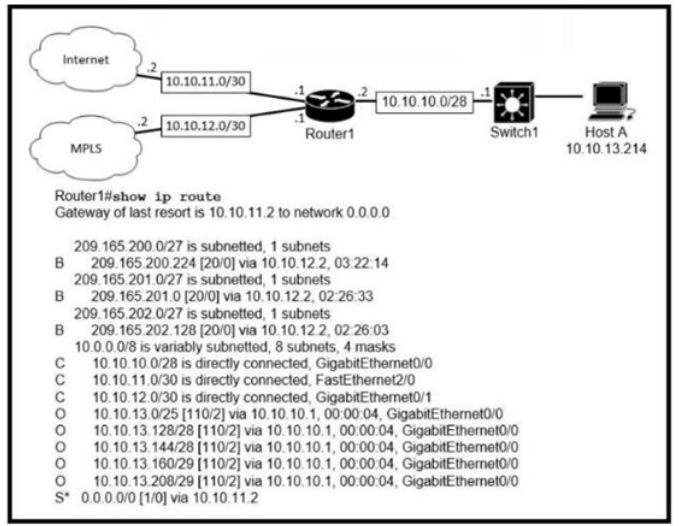 Internet
.2
10.10.11.0/30
.1
.2
10.10.10.0/28
.1
.2
10.10.12.0/30
.1
MPLS
Router1
Switch1
Host A
10.10.13.214
Router1#show ip route
Gateway of last resort is 10.10.11.2 to network 0.0.0.0
209.165.200.0/27 is subnetted, 1 subnets
B 209.165.200.224 [20/0] via 10.10.12.2, 03:22:14
209.165.201.0/27 is subnetted, 1 subnets
B 209.165.201.0 [20/0] via 10.10.12.2, 02:26:33
209.165.202.0/27 is subnetted, 1 subnets
B 209.165.202.128 [20/0] via 10.10.12.2, 02:26:03
10.0.0.0/8 is variably subnetted, 8 subnets, 4 masks
C 10.10.10.0/28 is directly connected, GigabitEthernet0/0
C 10.10.11.0/30 is directly connected, FastEthernet2/0
C 10.10.12.0/30 is directly connected, GigabitEthernet0/1
O 10.10.13.0/25 [110/2] via 10.10.10.1, 00:00:04, GigabitEthernet0/0
O 10.10.13.128/28 [110/2] via 10.10.10.1, 00:00:04, GigabitEthernet0/0
O 10.10.13.144/28 [110/2] via 10.10.10.1, 00:00:04, GigabitEthernet0/0
O 10.10.13.160/29 [110/2] via 10.10.10.1, 00:00:04, GigabitEthernet0/0
O 10.10.13.208/29 [110/2] via 10.10.10.1, 00:00:04, GigabitEthernet0/0
S* 0.0.0.0/0 [1/0] via 10.10.11.2